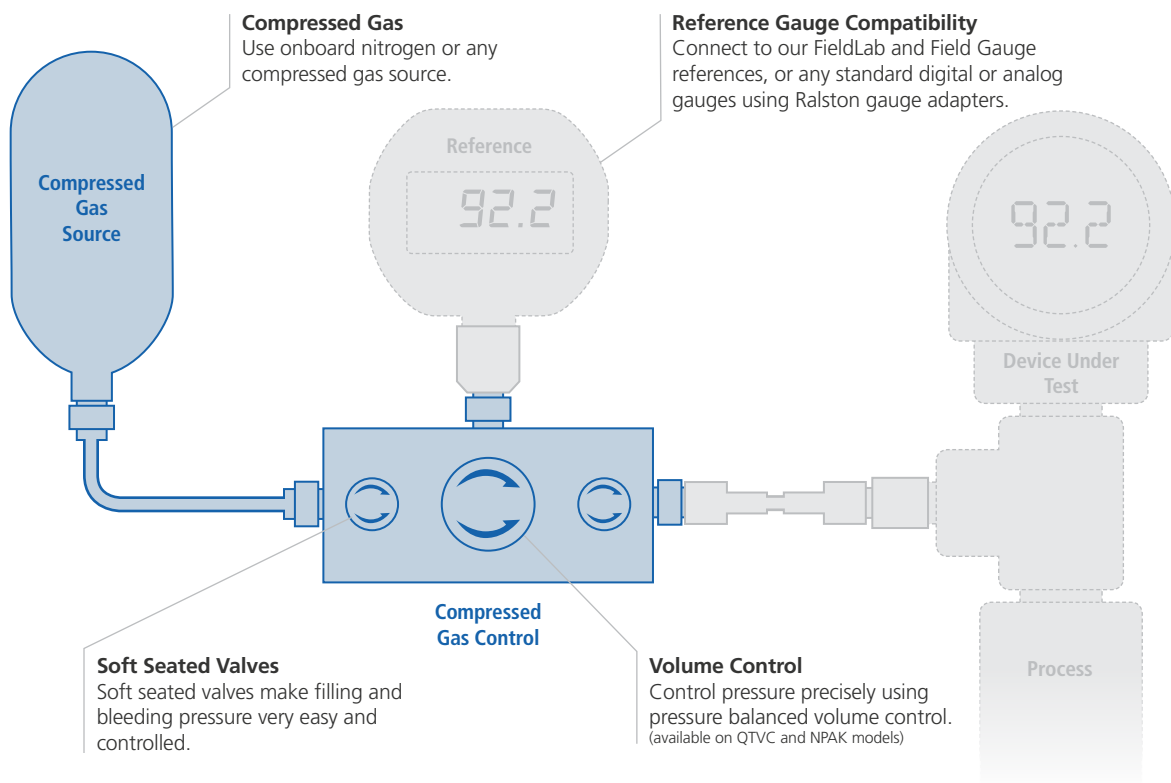 Compressed Gas
Use onboard nitrogen or any
compressed gas source.
Reference Gauge Compatibility
Connect to our FieldLab and Field Gauge
references, or any standard digital or analog
gauges using Ralston gauge adapters.
Compressed
Gas
Source
Reference
92.2
92.2
Device Under
Test
Compressed
Gas Control
Soft Seated Valves
Soft seated valves make filling and
bleeding pressure very easy and
controlled.
Volume Control
Control pressure precisely using
pressure balanced volume control.
(available on QTVC and NPAK models)
Process